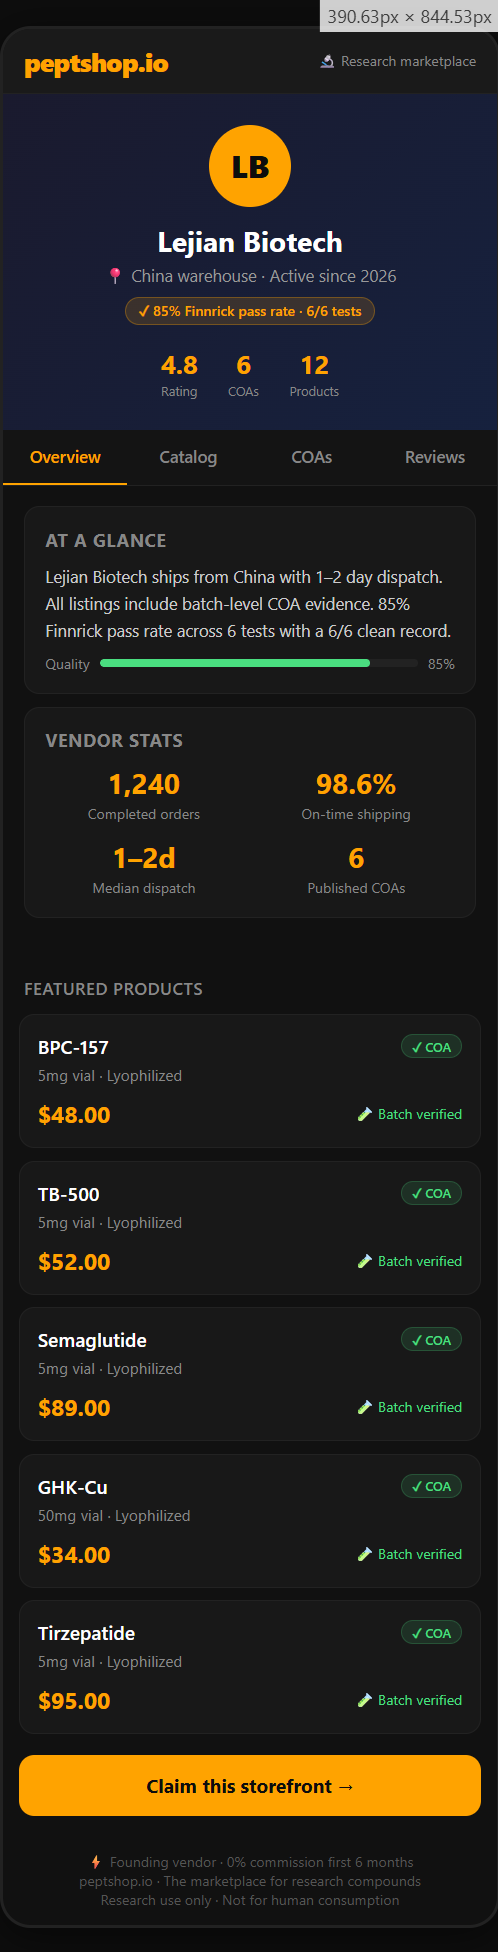 390.63px × 844.53px
peptshop.io
🔬 Research marketplace
LB
Lejian Biotech
📍 China warehouse · Active since 2026
✓ 85% Finnrick pass rate · 6/6 tests
4.8 6 12
Rating COAs Products
Overview Catalog COAs Reviews
AT A GLANCE
Lejian Biotech ships from China with 1–2 day dispatch.
All listings include batch-level COA evidence. 85%
Finnrick pass rate across 6 tests with a 6/6 clean record.
Quality 85%
VENDOR STATS
1,240 98.6%
Completed orders On-time shipping
1–2d 6
Median dispatch Published COAs
FEATURED PRODUCTS
BPC-157 ✓ COA
5mg vial · Lyophilized
$48.00 🧪 Batch verified
TB-500 ✓ COA
5mg vial · Lyophilized
$52.00 🧪 Batch verified
Semaglutide ✓ COA
5mg vial · Lyophilized
$89.00 🧪 Batch verified
GHK-Cu ✓ COA
50mg vial · Lyophilized
$34.00 🧪 Batch verified
Tirzepatide ✓ COA
5mg vial · Lyophilized
$95.00 🧪 Batch verified
Claim this storefront →
⚡ Founding vendor · 0% commission first 6 months
peptshop.io · The marketplace for research compounds
Research use only · Not for human consumption